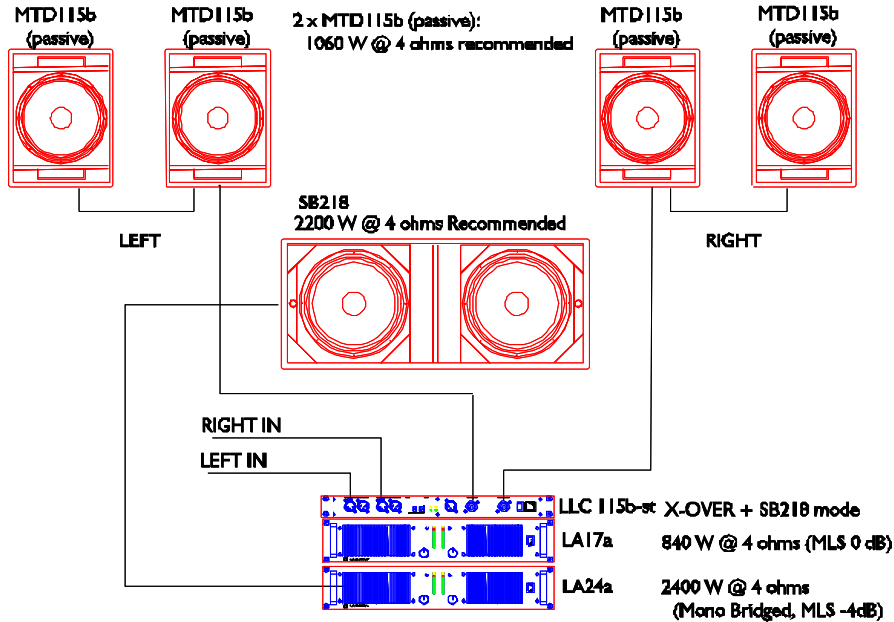 MTD115b
(passive)
MTD115b
(passive)
2 x MTD115b (passive):
1060 W @ 4 ohms recommended
MTD115b
(passive)
MTD115b
(passive)
SB218
2200 W @ 4 ohms Recommended
LEFT
RIGHT
RIGHT IN
LEFT IN
LLC 115b-st X-OVER + SB218 mode
LA17a 840 W @ 4 ohms (MLS 0 dB)
LA24a 2400 W @ 4 ohms
(Mono Bridged, MLS -4dB)